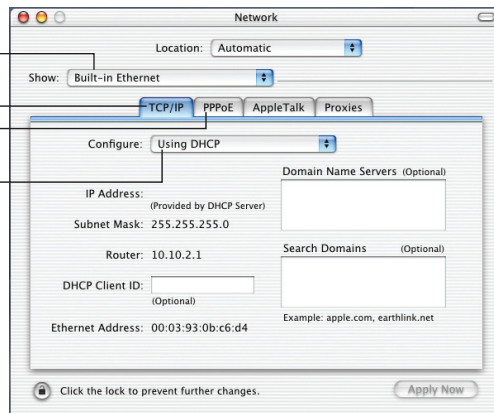 Network
Location: Automatic
Show: Built-in Ethernet
TCP/IP PPPoE AppleTalk Proxies
Configure: Using DHCP
Domain Name Servers (Optional)
IP Address:
(Provided by DHCP Server)
Subnet Mask: 255.255.255.0
Router: 10.10.2.1
Search Domains (Optional)
DHCP Client ID:
(Optional)
Example: apple.com, earthlink.net
Ethernet Address: 00:03:93:0b:c6:d4
Click the lock to prevent further changes.
Apply Now